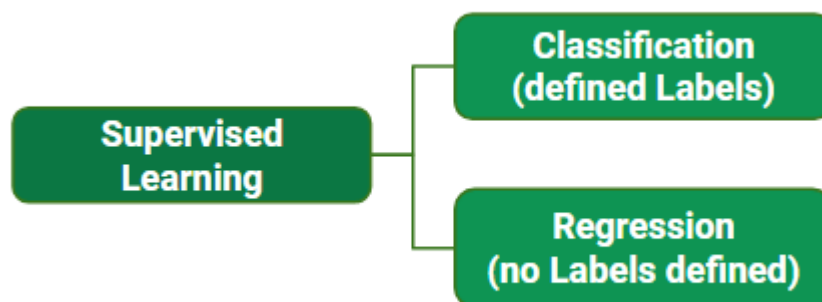 Supervised
Learning
Classification
(defined Labels)
Regression
(no Labels defined)